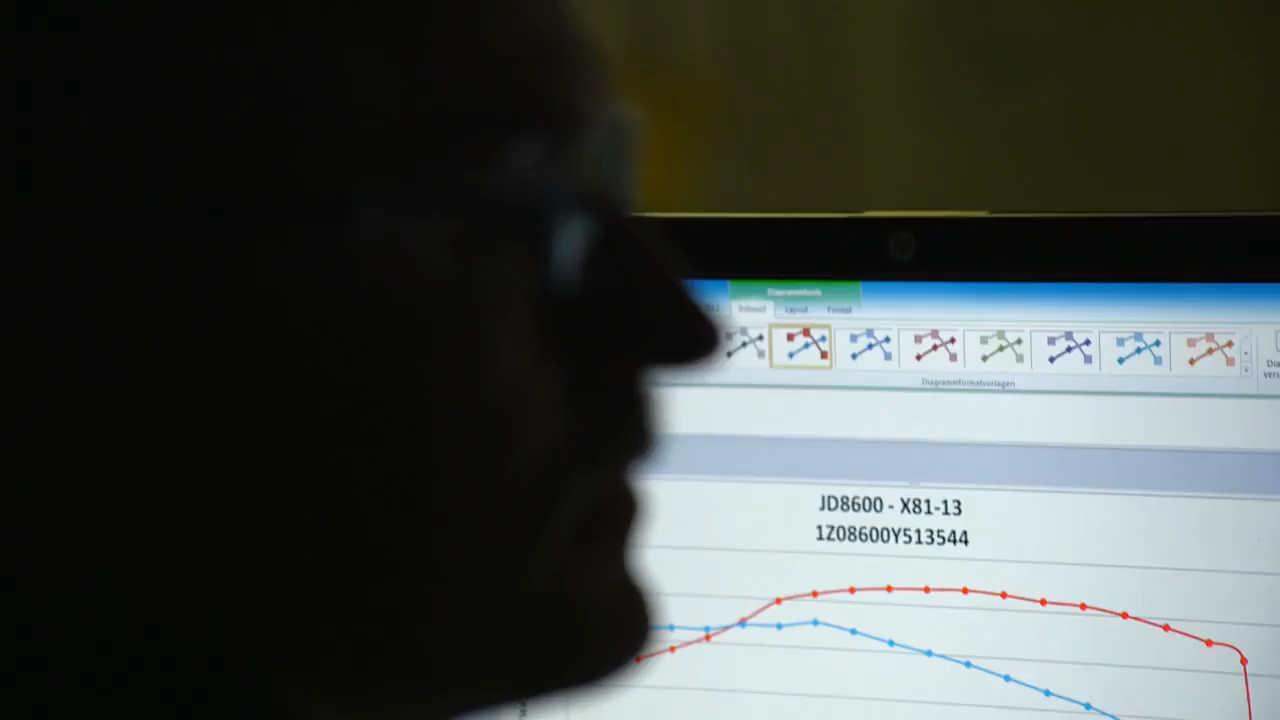 Diagrammtools
Entwurf Layout Format
Diagrammformatvorlagen
JD8600 - X81-13
1Z08600Y513544